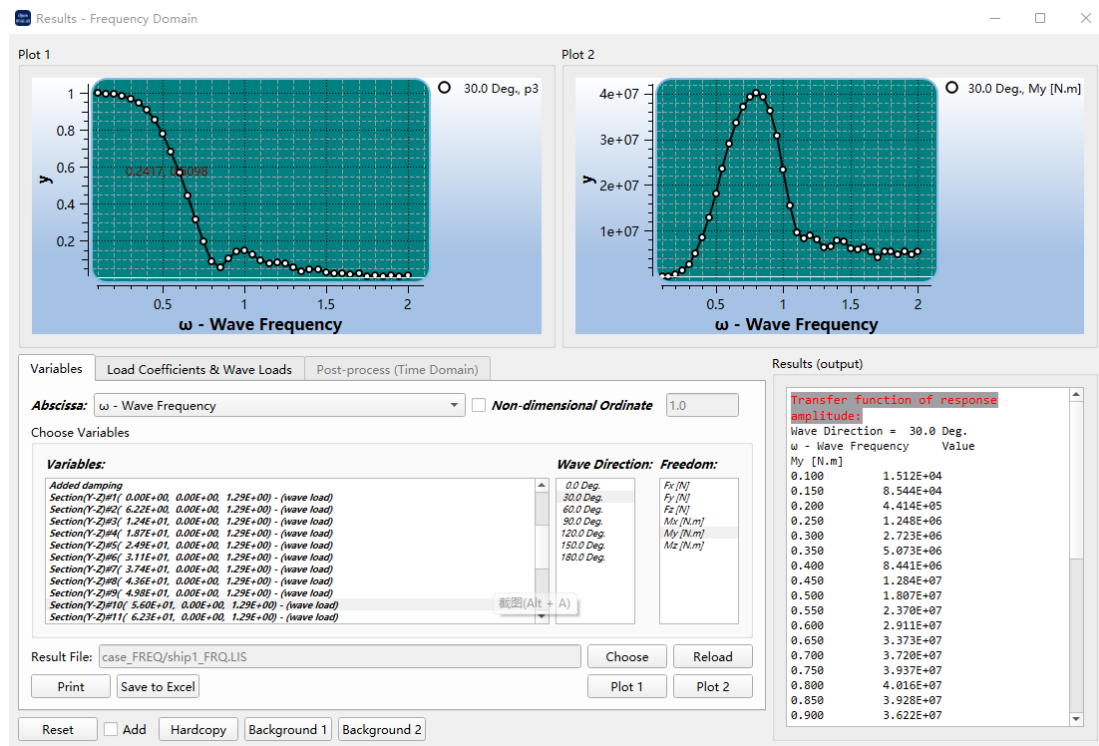 Results - Frequency Domain
Plot 1
1
0.8
0.6
0.4
0.2
y
0.2417, 0.6098
0.5
1
1.5
2
ω - Wave Frequency
30.0 Deg., p3
Plot 2
4e+07
3e+07
2e+07
1e+07
y
0.5
1
1.5
2
ω - Wave Frequency
30.0 Deg., My [N.m]
Variables
Load Coefficients & Wave Loads
Post-process (Time Domain)
Abscissa:
ω - Wave Frequency
Non-dimensional Ordinate
1.0
Choose Variables
Variables:
Added damping
Section(Y-Z)#1( 0.00E+00, 0.00E+00, 1.29E+00) - (wave load)
Section(Y-Z)#2( 6.22E+00, 0.00E+00, 1.29E+00) - (wave load)
Section(Y-Z)#3( 1.24E+01, 0.00E+00, 1.29E+00) - (wave load)
Section(Y-Z)#4( 1.87E+01, 0.00E+00, 1.29E+00) - (wave load)
Section(Y-Z)#5( 2.49E+01, 0.00E+00, 1.29E+00) - (wave load)
Section(Y-Z)#6( 3.11E+01, 0.00E+00, 1.29E+00) - (wave load)
Section(Y-Z)#7( 3.74E+01, 0.00E+00, 1.29E+00) - (wave load)
Section(Y-Z)#8( 4.36E+01, 0.00E+00, 1.29E+00) - (wave load)
Section(Y-Z)#9( 4.98E+01, 0.00E+00, 1.29E+00) - (wave load)
Section(Y-Z)#10( 5.60E+01, 0.00E+00, 1.29E+00) - (wave load)
Section(Y-Z)#11( 6.23E+01, 0.00E+00, 1.29E+00) - (wave load)
截图(Alt + A)
Wave Direction:
0.0 Deg.
30.0 Deg.
60.0 Deg.
90.0 Deg.
120.0 Deg.
150.0 Deg.
180.0 Deg.
Freedom:
Fx [N]
Fy [N]
Fz [N]
Mx [N.m]
My [N.m]
Mz [N.m]
Result File:
case_FREQ/ship1_FRQ.LIS
Choose
Reload
Print
Save to Excel
Plot 1
Plot 2
Reset
Add
Hardcopy
Background 1
Background 2
Results (output)
Transfer function of response
amplitude:
Wave Direction = 30.0 Deg.
ω - Wave Frequency Value
My [N.m]
0.100 1.512E+04
0.150 8.544E+04
0.200 4.414E+05
0.250 1.248E+06
0.300 2.723E+06
0.350 5.073E+06
0.400 8.441E+06
0.450 1.284E+07
0.500 1.807E+07
0.550 2.370E+07
0.600 2.911E+07
0.650 3.373E+07
0.700 3.720E+07
0.750 3.937E+07
0.800 4.016E+07
0.850 3.928E+07
0.900 3.622E+07